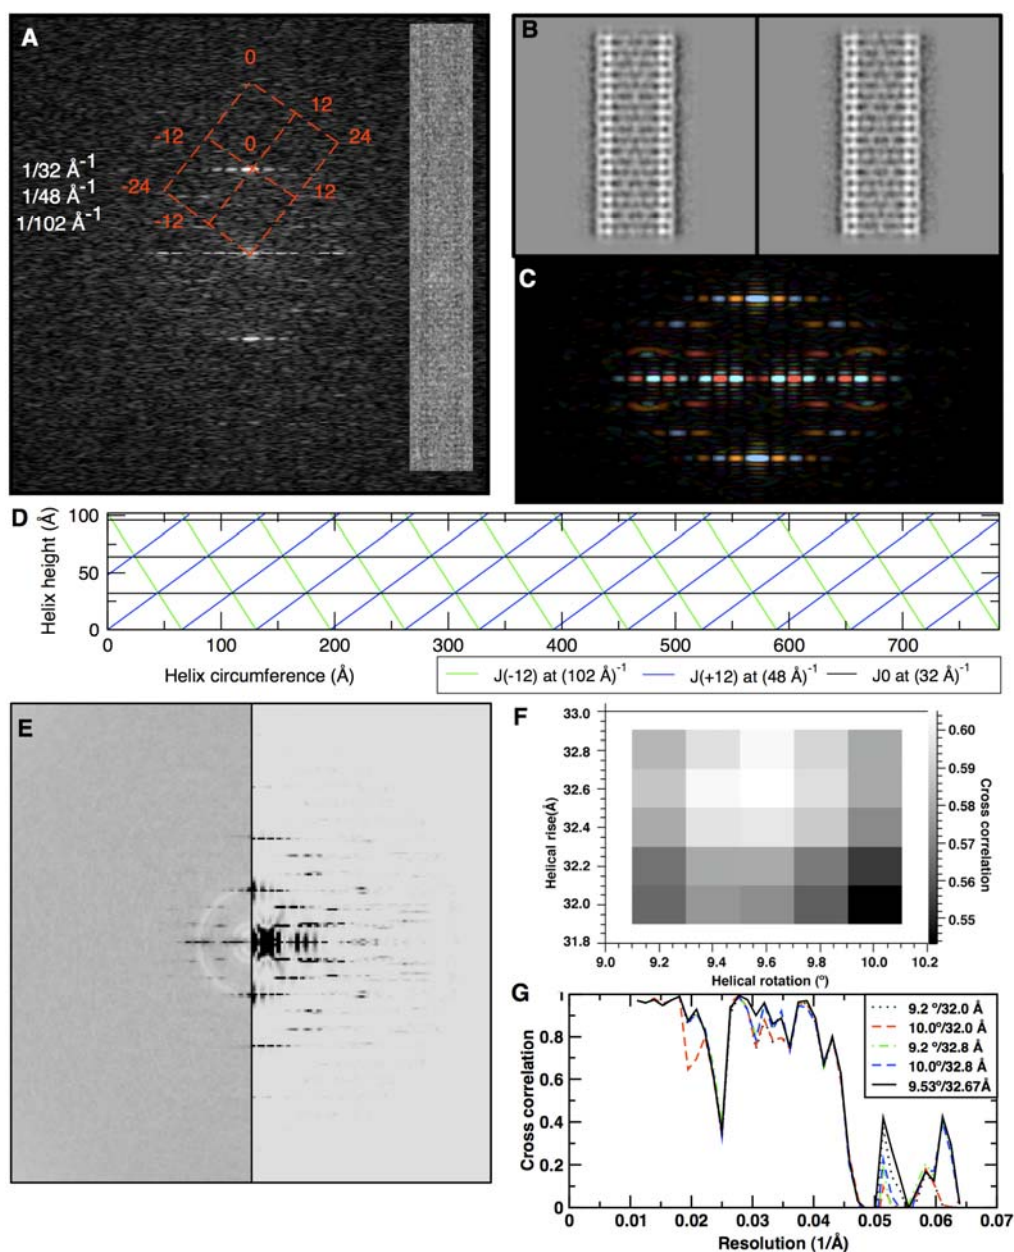 A
0
12
-12
24
0
1/32 Å-1
-24
1/48 Å-1
12
1/102 Å-1
-12
B
C
D
Helix height (Å)
100
50
0
0 100 200 300 400 500 600 700
Helix circumference (Å)
J(-12) at (102 Å)-1 J(+12) at (48 Å)-1 J0 at (32 Å)-1
E
F
33.0
32.8
32.6
32.4
32.2
32.0
31.8
Helical rise(Å)
9.0 9.2 9.4 9.6 9.8 10.0 10.2
Helical rotation (º)
0.60
0.59
0.58
0.57
0.56
0.55
Cross correlation
G
1
0.8
0.6
0.4
0.2
0
Cross correlation
9.2 º/32.0 Å
10.0º/32.0 Å
9.2 º/32.8 Å
10.0º/32.8 Å
9.53º/32.67Å
0 0.01 0.02 0.03 0.04 0.05 0.06 0.07
Resolution (1/Å)